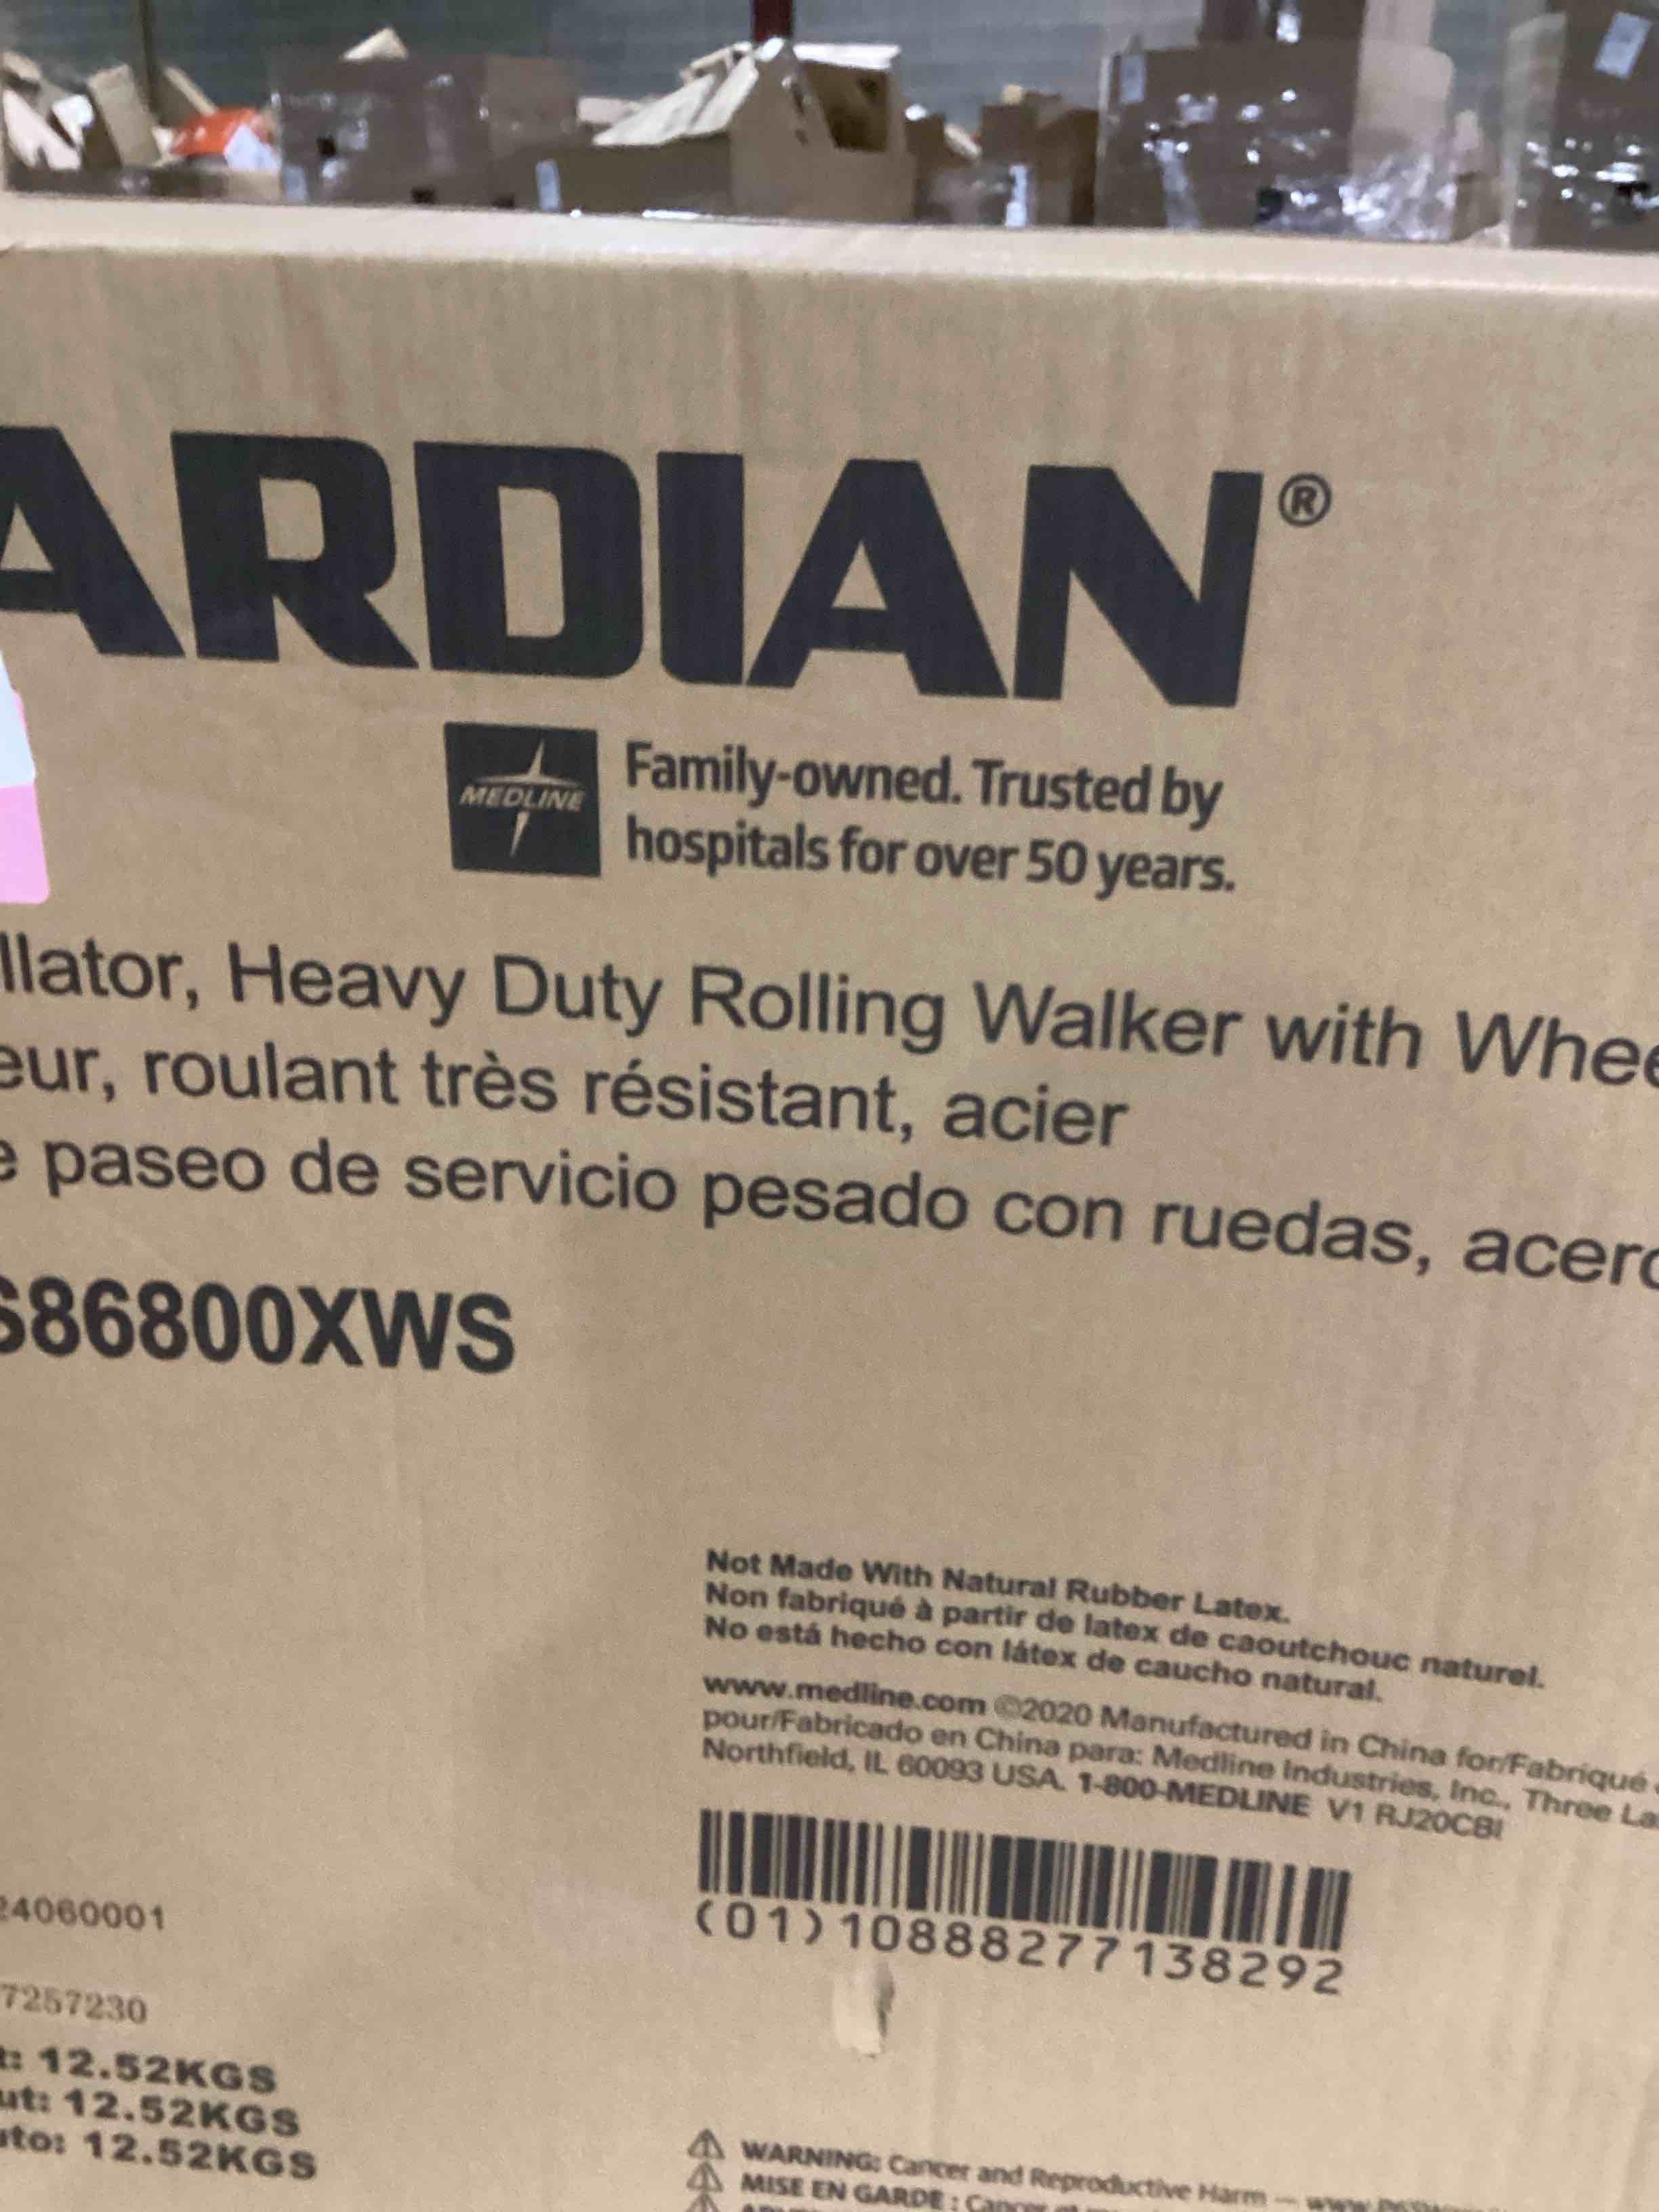 ARDIAN®
MEDLINE
Family-owned. Trusted by
hospitals for over 50 years.
llator, Heavy Duty Rolling Walker with Whee
eur, roulant très résistant, acier
e paseo de servicio pesado con ruedas, acero
S86800XWS
Not Made With Natural Rubber Latex.
Non fabriqué à partir de latex de caoutchouc naturel.
No está hecho con látex de caucho natural.
www.medline.com ©2020 Manufactured in China for/Fabriqué
pour/Fabricado en China para: Medline Industries, Inc., Three La
Northfield, IL 60093 USA. 1-800-MEDLINE V1 RJ20CBI
(01)10888277138292
24060001
7257230
t: 12.52KGS
ut: 12.52KGS
uto: 12.52KGS
⚠ WARNING: Cancer and Reproductive Harm —
⚠ MISE EN GARDE : Cancer et